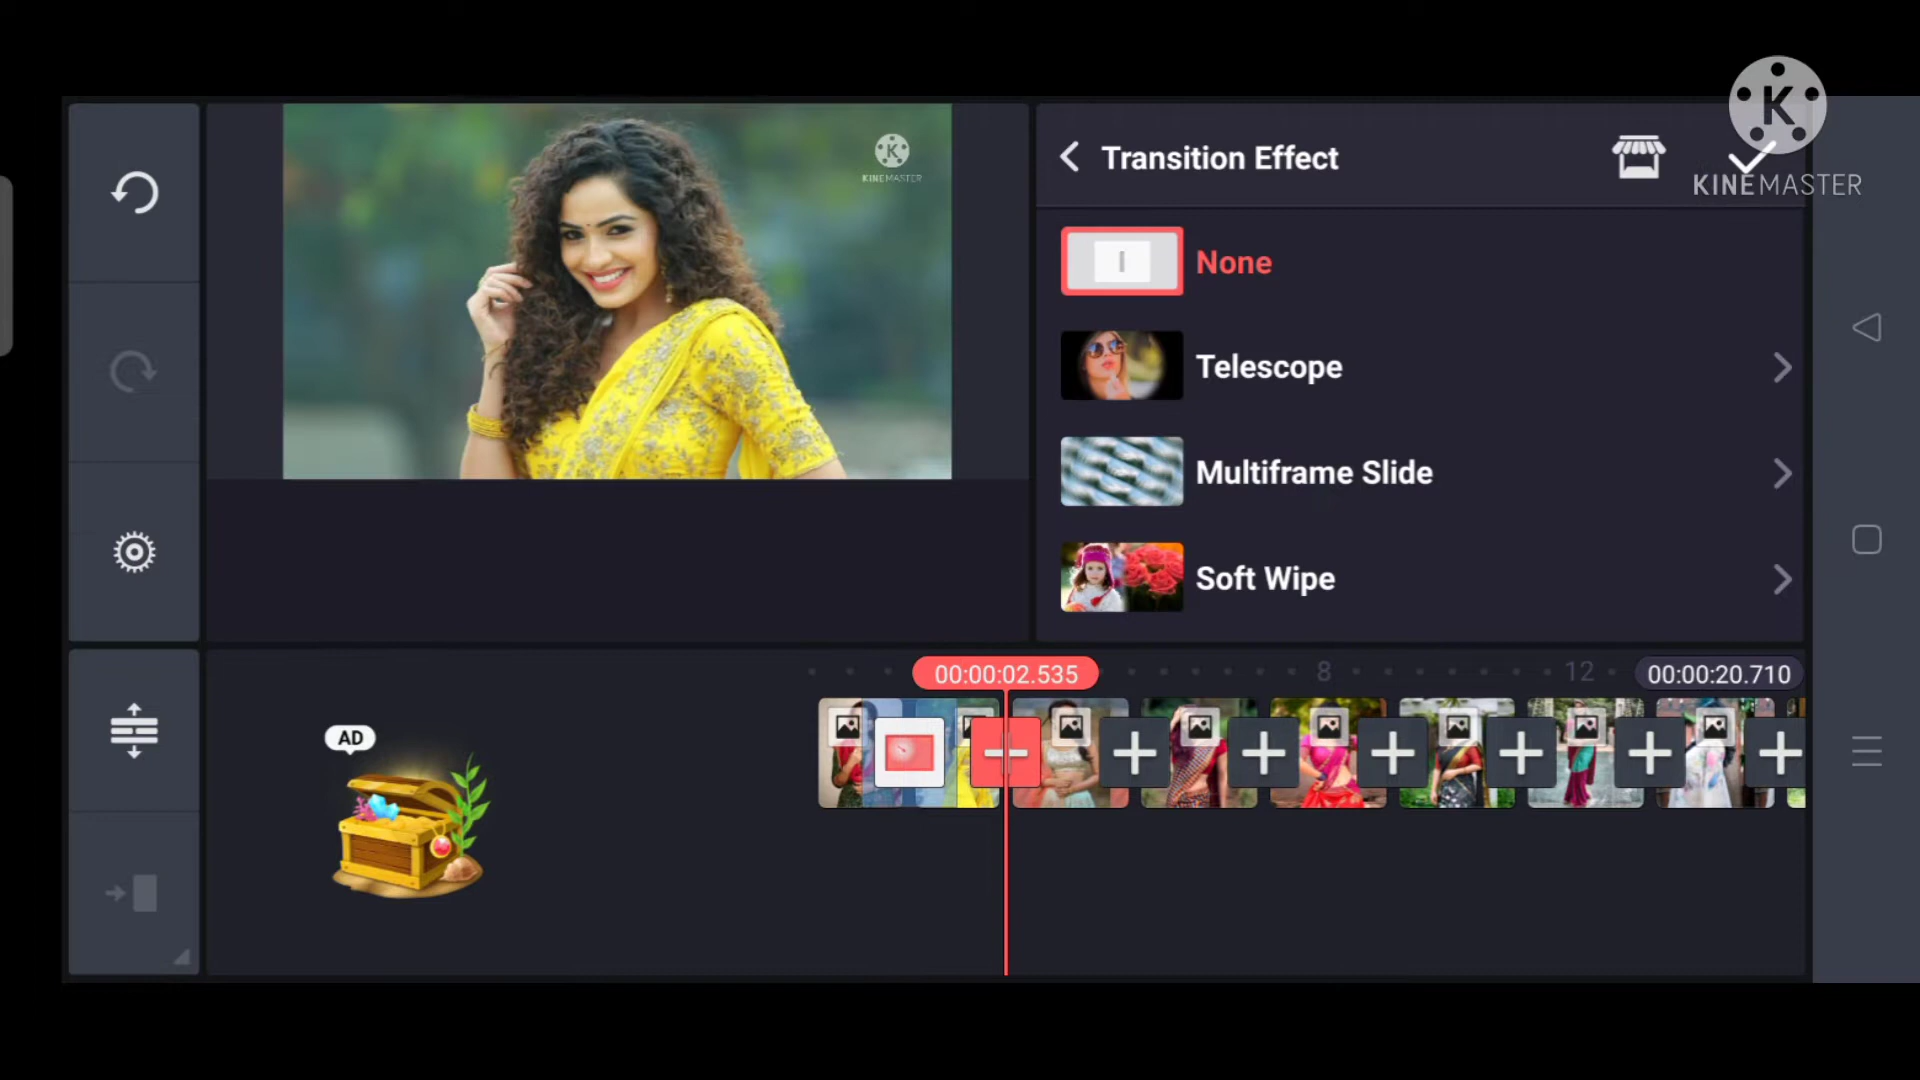 K
KINEMASTER
K
KINEMASTER
Transition Effect
None
Telescope
Multiframe Slide
Soft Wipe
00:00:02.535
8
12
00:00:20.710
AD